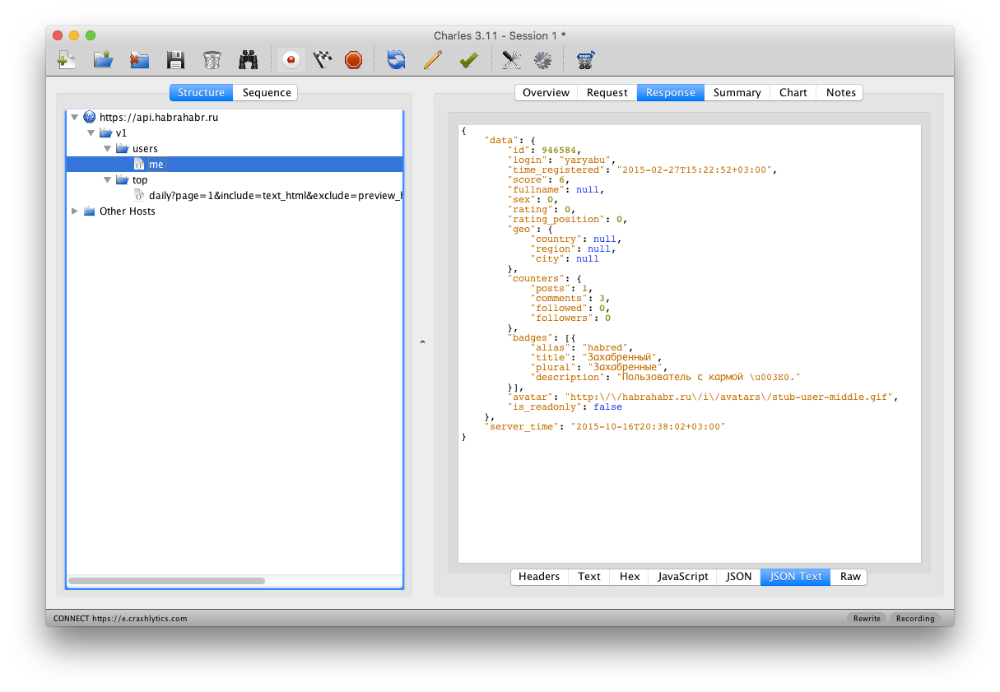 Charles 3.11 - Session 1 *
Structure
Sequence
Overview
Request
Response
Summary
Chart
Notes
https://api.habrahabr.ru
v1
users
me
top
daily?page=1&include=text_html&exclude=preview_h
Other Hosts
{
"data": {
"id": 946584,
"login": "yaryabu",
"time_registered": "2015-02-27T15:22:52+03:00",
"score": 6,
"fullname": null,
"sex": 0,
"rating": 0,
"rating_position": 0,
"geo": {
"country": null,
"region": null,
"city": null
},
"counters": {
"posts": 1,
"comments": 3,
"followed": 0,
"followers": 0
},
"badges": [{
"alias": "habred",
"title": "Захабренный",
"plural": "Захабренные",
"description": "Пользователь с кармой \u003E0."
}],
"avatar": "http:\/\/habrahabr.ru\/i\/avatars\/stub-user-middle.gif",
"is_readonly": false
},
"server_time": "2015-10-16T20:38:02+03:00"
}
Headers
Text
Hex
JavaScript
JSON
JSON Text
Raw
CONNECT https://e.crashlytics.com
Rewrite
Recording